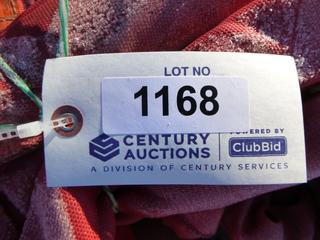 LOT NO
1168
CENTURY AUCTIONS
POWERED BY ClubBid
A DIVISION OF CENTURY SERVICES